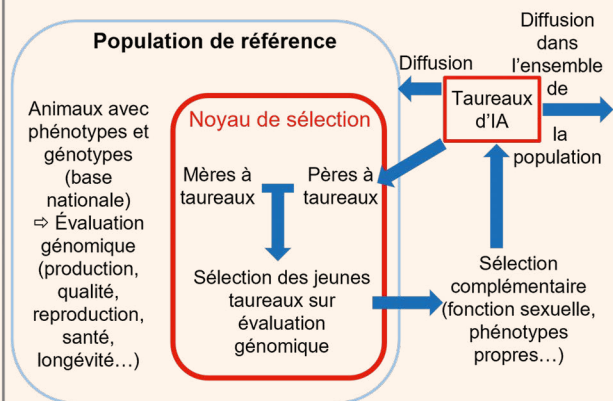 Population de référence
Animaux avec
phénotypes et
génotypes
(base
nationale)
⇨ Évaluation
génomique
(production,
qualité,
reproduction,
santé,
longévité…)
Noyau de sélection
Mères à
taureaux
Pères à
taureaux
Sélection des jeunes
taureaux sur
évaluation
génomique
Diffusion
Taureaux
d'IA
Diffusion
dans
l'ensemble
de
la
population
Sélection
complémentaire
(fonction sexuelle,
phénotypes
propres…)